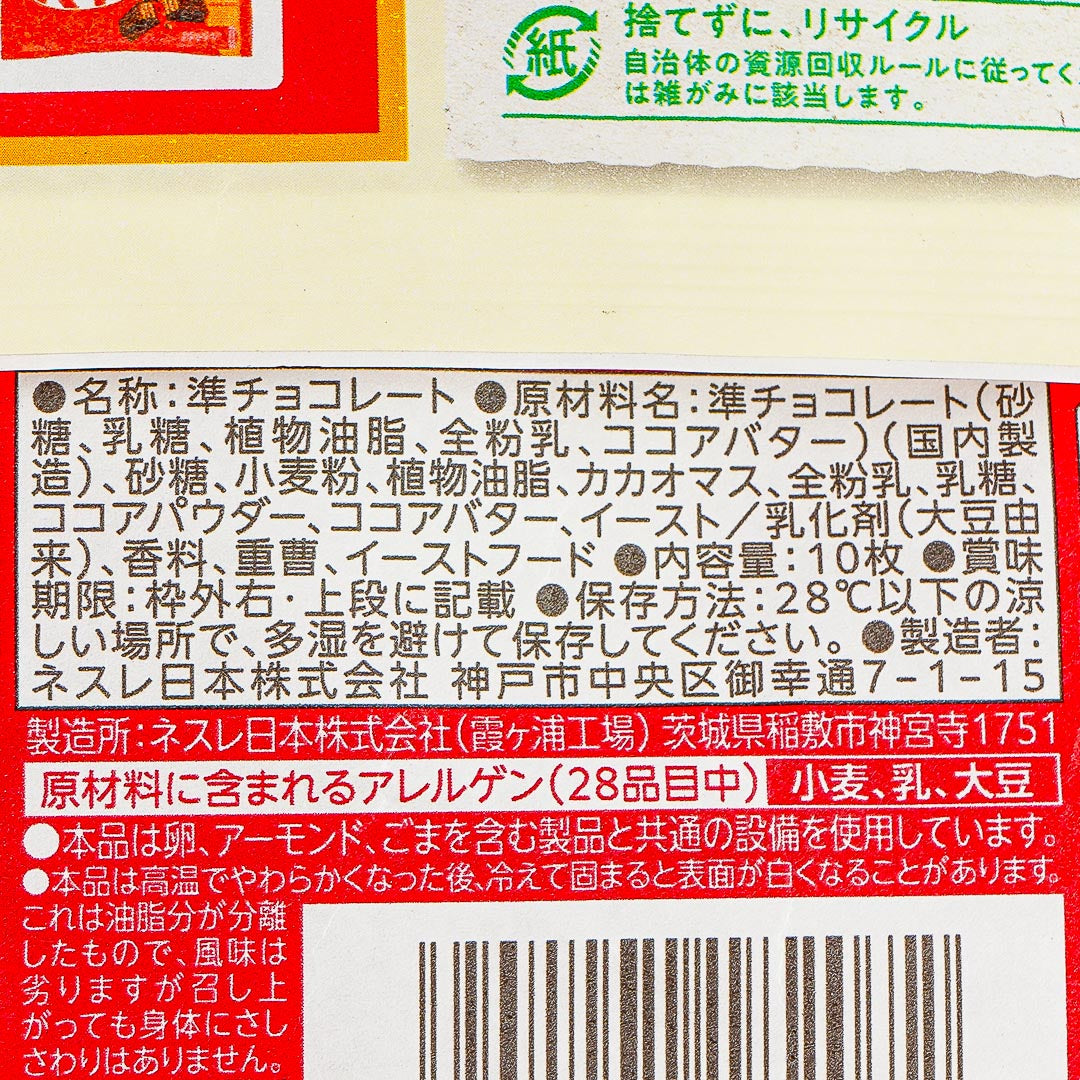 紙
捨てずに、リサイクル
自治体の資源回収ルールに従ってく
は雑がみに該当します。
●名称:準チョコレート ●原材料名:準チョコレート(砂
糖、乳糖、植物油脂、全粉乳、ココアバター)(国内製
造)、砂糖、小麦粉、植物油脂、カカオマス、全粉乳、乳糖、
ココアパウダー、ココアバター、イースト/乳化剤(大豆由
来)、香料、重曹、イーストフード ●内容量:10枚 ●賞味
期限:枠外右・上段に記載 ●保存方法:28℃以下の涼
しい場所で、多湿を避けて保存してください。 ●製造者:
ネスレ日本株式会社 神戸市中央区御幸通7-1-15
製造所:ネスレ日本株式会社(霞ヶ浦工場) 茨城県稲敷市神宮寺1751
原材料に含まれるアレルゲン(28品目中) 小麦、乳、大豆
●本品は卵、アーモンド、ごまを含む製品と共通の設備を使用しています。
●本品は高温でやわらかくなった後、冷えて固まると表面が白くなることがあります。
これは油脂分が分離
したもので、風味は
劣りますが召し上
がっても身体にさし
さわりはありません。